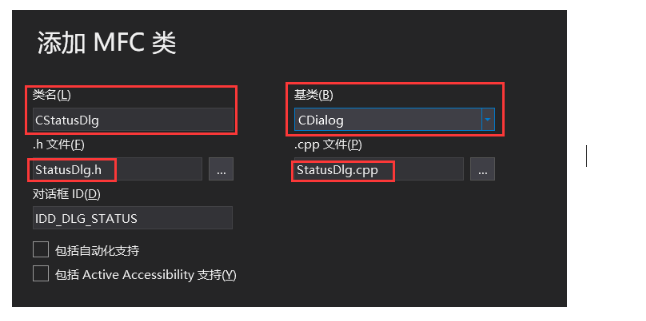 添加 MFC 类
类名(L) 基类(B)
CStatusDlg CDialog
.h 文件(F) .cpp 文件(P)
StatusDlg.h ... StatusDlg.cpp ...
对话框 ID(D)
IDD_DLG_STATUS
包括自动化支持
包括 Active Accessibility 支持(Y)